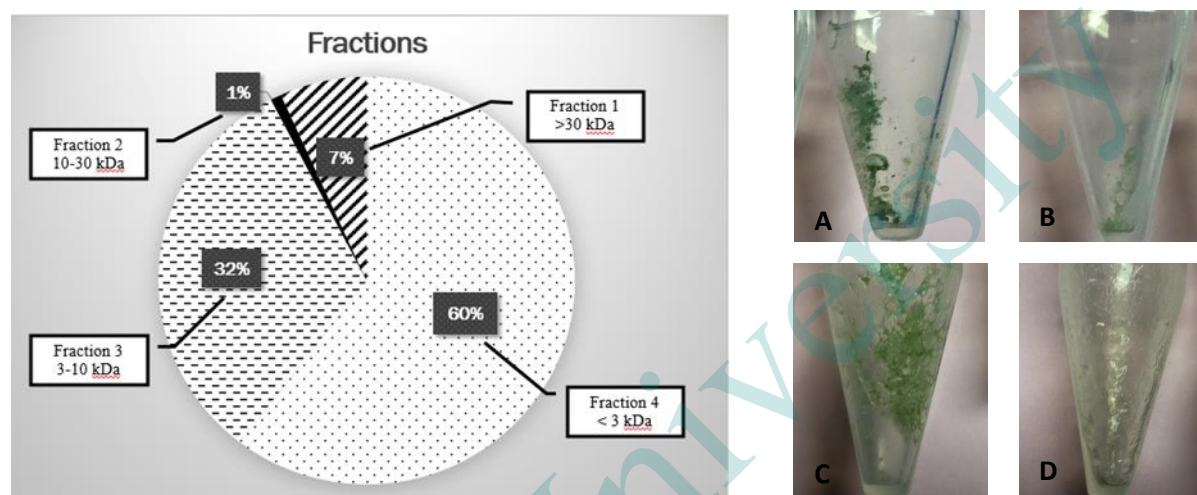 Fractions
1%
Fraction 2
10-30 kDa
7%
Fraction 1
>30 kDa
32%
Fraction 3
3-10 kDa
60%
Fraction 4
< 3 kDa
A
B
C
D
University